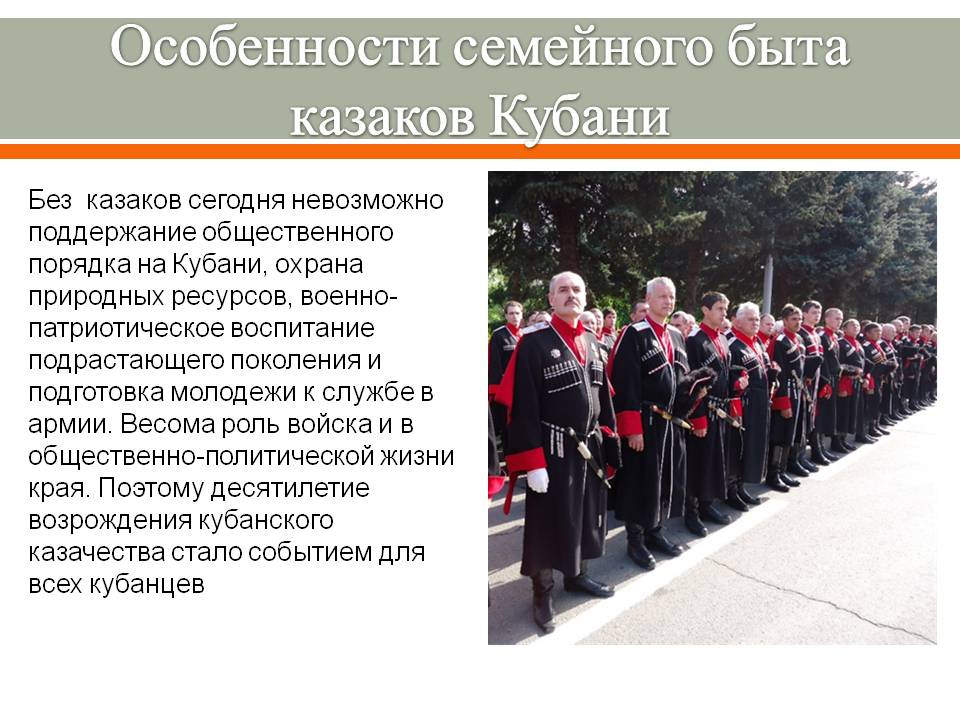 Особенности семейного быта
казаков Кубани
Без  казаков сегодня невозможно
поддержание общественного
порядка на Кубани, охрана
природных ресурсов, военно-
патриотическое воспитание
подрастающего поколения и
подготовка молодежи к службе в
армии. Весома роль войска и в
общественно-политической жизни
края. Поэтому десятилетие
возрождения кубанского
казачества стало событием для
всех кубанцев